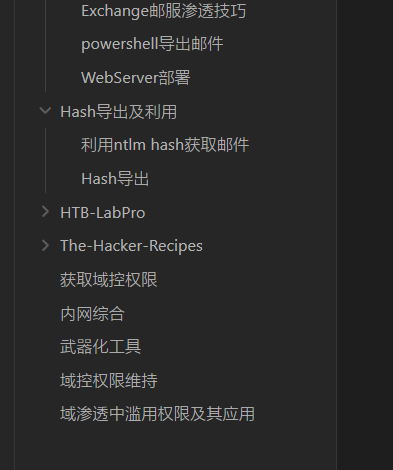 Exchange邮服渗透技巧
powershell导出邮件
WebServer部署
Hash导出及利用
利用ntlm hash获取邮件
Hash导出
HTB-LabPro
The-Hacker-Recipes
获取域控权限
内网综合
武器化工具
域控权限维持
域渗透中滥用权限及其应用